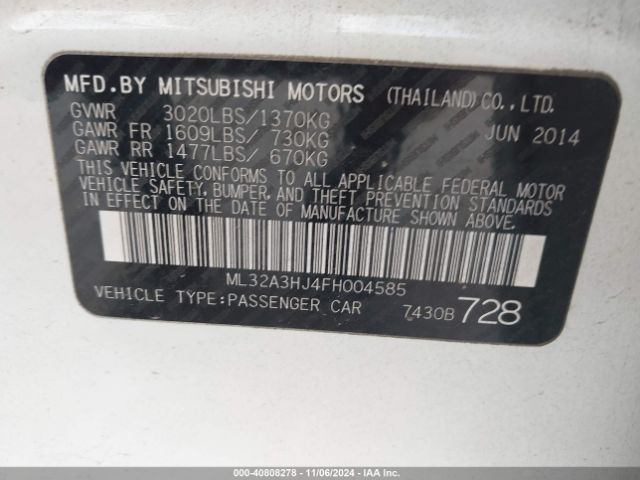 MFD.BY MITSUBISHI MOTORS (THAILAND)CO.,LTD.
GVWR 3020LBS/1370KG
GAWR FR 1609LBS/ 730KG JUN 2014
GAWR RR 1477LBS/ 670KG
THIS VEHICLE CONFORMS TO ALL APPLICABLE FEDERAL MOTOR
VEHICLE SAFETY, BUMPER, AND THEFT PREVENTION STANDARDS
IN EFFECT ON THE DATE OF MANUFACTURE SHOWN ABOVE.
ML32A3HJ4FH004585
VEHICLE TYPE:PASSENGER CAR 7430B 728
000-40808278 - 11/06/2024 - IAA Inc.